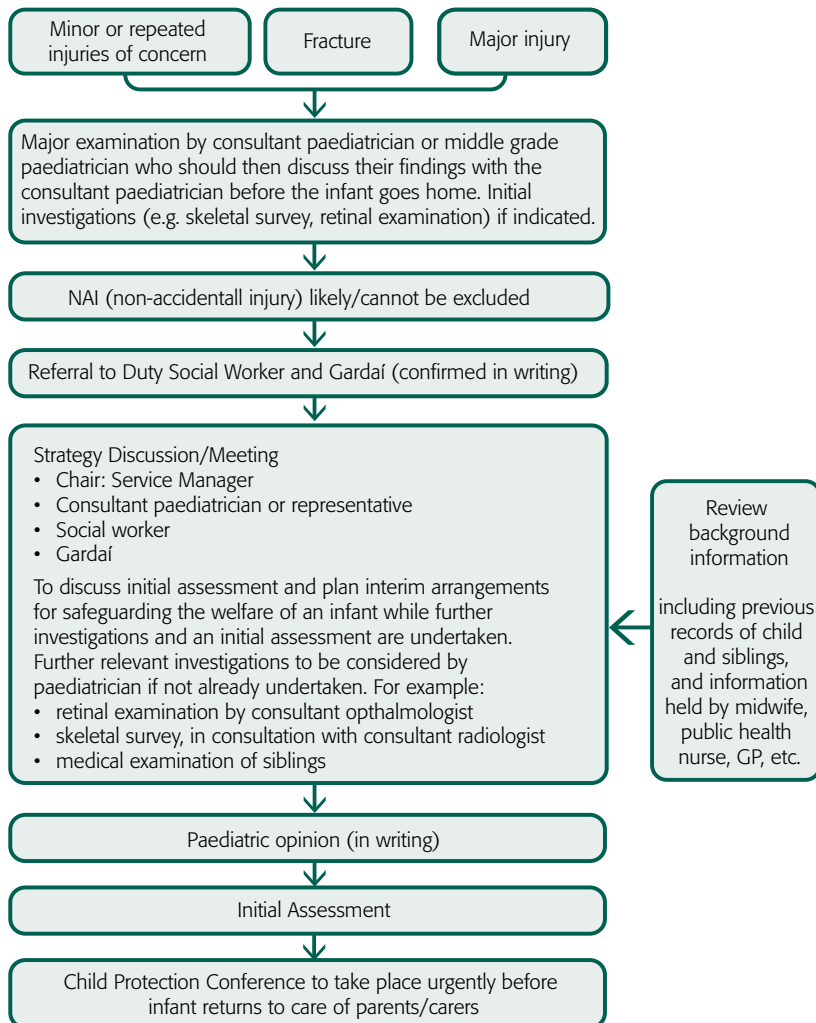 Minor or repeated
injuries of concern
Fracture
Major injury
Major examination by consultant paediatrician or middle grade
paediatrician who should then discuss their findings with the
consultant paediatrician before the infant goes home. Initial
investigations (e.g. skeletal survey, retinal examination) if indicated.
NAI (non-accidentall injury) likely/cannot be excluded
Referral to Duty Social Worker and Gardaí (confirmed in writing)
Strategy Discussion/Meeting
• Chair: Service Manager
• Consultant paediatrician or representative
• Social worker
• Gardaí
To discuss initial assessment and plan interim arrangements
for safeguarding the welfare of an infant while further
investigations and an initial assessment are undertaken.
Further relevant investigations to be considered by
paediatrician if not already undertaken. For example:
• retinal examination by consultant opthalmologist
• skeletal survey, in consultation with consultant radiologist
• medical examination of siblings
Review
background
information
including previous
records of child
and siblings,
and information
held by midwife,
public health
nurse, GP, etc.
Paediatric opinion (in writing)
Initial Assessment
Child Protection Conference to take place urgently before
infant returns to care of parents/carers